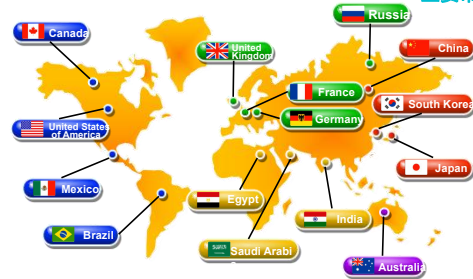 Canada
Russia
China
United
Kingdom
France
South Korea
United States
of America
Germany
Japan
Mexico
Egypt
India
Brazil
Saudi Arabi
Australia